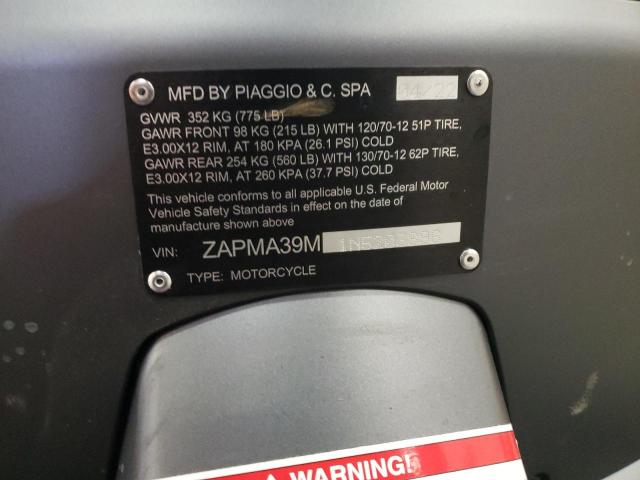 MFD BY PIAGGIO & C. SPA 04/22
GVWR 352 KG (775 LB)
GAWR FRONT 98 KG (215 LB) WITH 120/70-12 51P TIRE,
E3.00X12 RIM, AT 180 KPA (26.1 PSI) COLD
GAWR REAR 254 KG (560 LB) WITH 130/70-12 62P TIRE,
E3.00X12 RIM, AT 260 KPA (37.7 PSI) COLD
This vehicle conforms to all applicable U.S. Federal Motor
Vehicle Safety Standards in effect on the date of
manufacture shown above
VIN: ZAPMA39M
TYPE: MOTORCYCLE
WARNING!